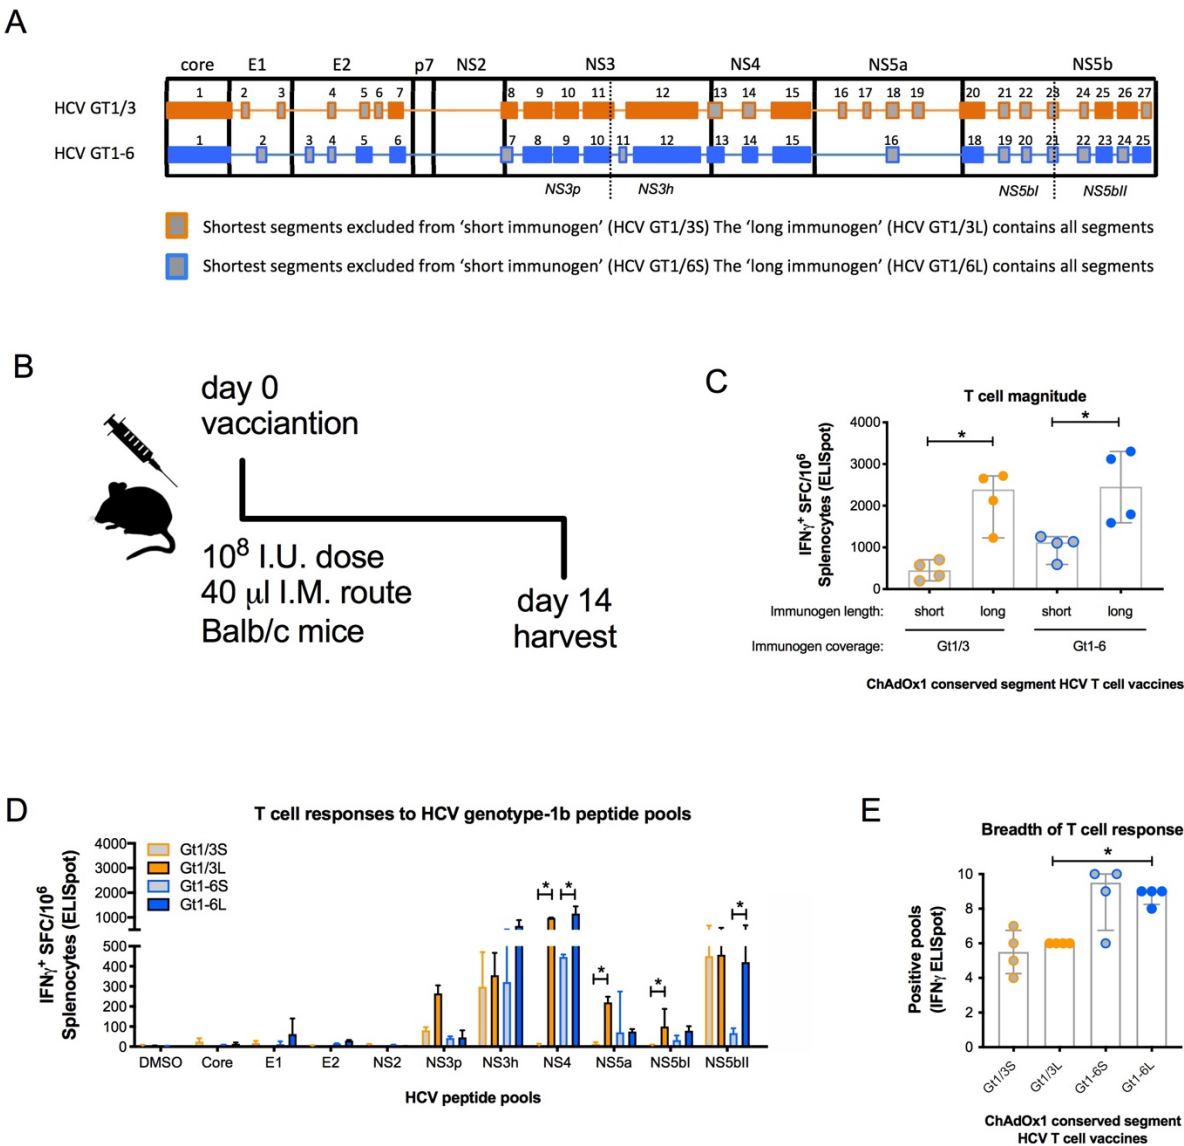 A
core E1 E2 p7 NS2 NS3 NS4 NS5a NS5b
1 2 3 4 5 6 7 8 9 10 11 12 13 14 15 16 17 18 19 20 21 22 23 24 25 26 27
HCV GT1/3
1 2 3 4 5 6 7 8 9 10 11 12 13 14 15 16 18 19 20 21 22 23 24 25
HCV GT1-6
NS3p NS3h NS5bI NS5bII
Shortest segments excluded from ‘short immunogen’ (HCV GT1/3S) The ‘long immunogen’ (HCV GT1/3L) contains all segments
Shortest segments excluded from ‘short immunogen’ (HCV GT1/6S) The ‘long immunogen’ (HCV GT1/6L) contains all segments
B
day 0
vacciantion
10⁸ I.U. dose
40 μl I.M. route
Balb/c mice
day 14
harvest
C
T cell magnitude
IFNγ⁺ SFC/10⁶
Splenocytes (ELISpot)
4000
3000
2000
1000
0
* *
Immunogen length: short long short long
Immunogen coverage: Gt1/3 Gt1-6
ChAdOx1 conserved segment HCV T cell vaccines
D
T cell responses to HCV genotype-1b peptide pools
IFNγ⁺ SFC/10⁶
Splenocytes (ELISpot)
4000
3000
2000
1000
500
400
300
200
100
0
Gt1/3S
Gt1/3L
Gt1-6S
Gt1-6L
* * * * *
DMSO Core E1 E2 NS2 NS3p NS3h NS4 NS5a NS5bI NS5bII
HCV peptide pools
E
Breadth of T cell response
*
Positive pools
(IFNγ ELISpot)
10
8
6
4
2
0
Gt1/3S Gt1/3L Gt1-6S Gt1-6L
ChAdOx1 conserved segment
HCV T cell vaccines